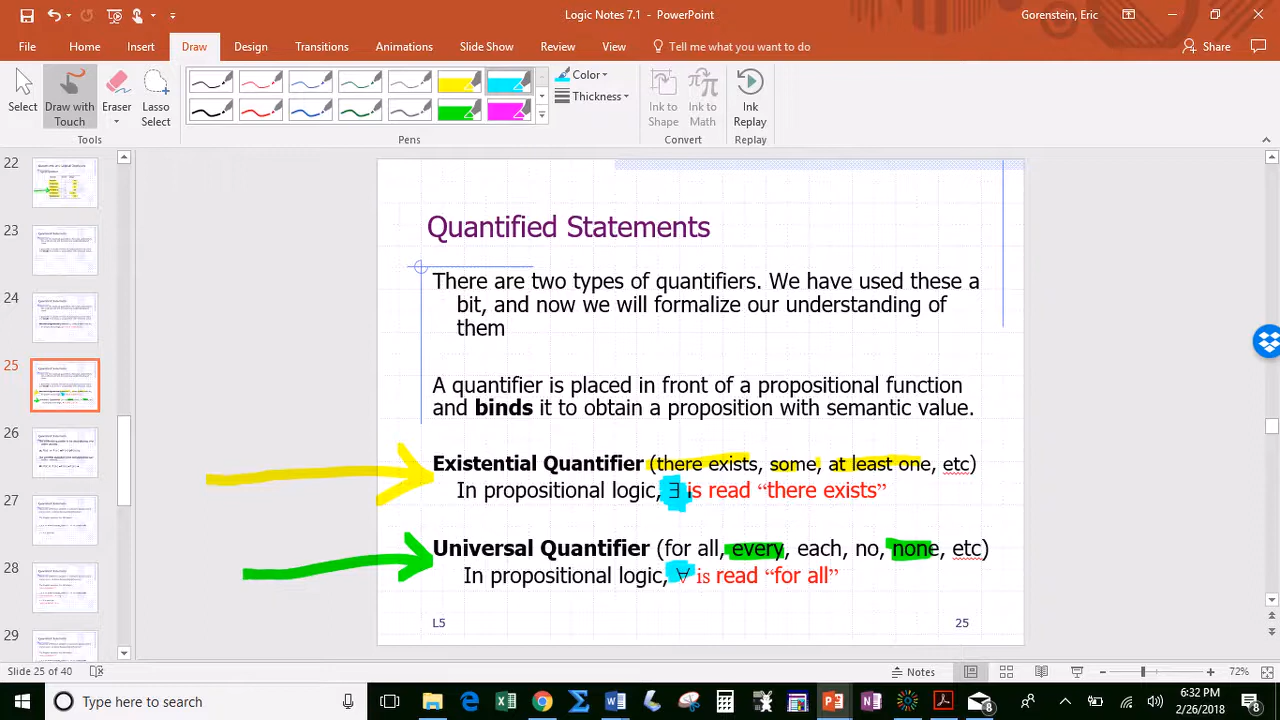 Logic Notes 7.1 - PowerPoint
Gorenstein, Eric
File Home Insert Draw Design Transitions Animations Slide Show Review View Tell me what you want to do Share
Select
Draw with Touch
Eraser
Lasso Select
Tools
Pens
Color
Thickness
Ink to Shape
Ink to Math
Convert
Ink Replay
Replay
22
23
24
25
26
27
28
29
Quantified Statements
There are two types of quantifiers. We have used these a
bit, and now we will formalize our understanding of
them
A quantifier is placed in front of a propositional function
and binds it to obtain a proposition with semantic value.
Existential Quantifier (there exists, some, at least one, etc)
In propositional logic, ∃ is read “there exists”
Universal Quantifier (for all, every, each, no, none, etc)
In propositional logic, ∀ is read “for all”
L5
25
Slide 25 of 40
Notes
72%
Type here to search
6:32 PM
2/26/2018
8
8